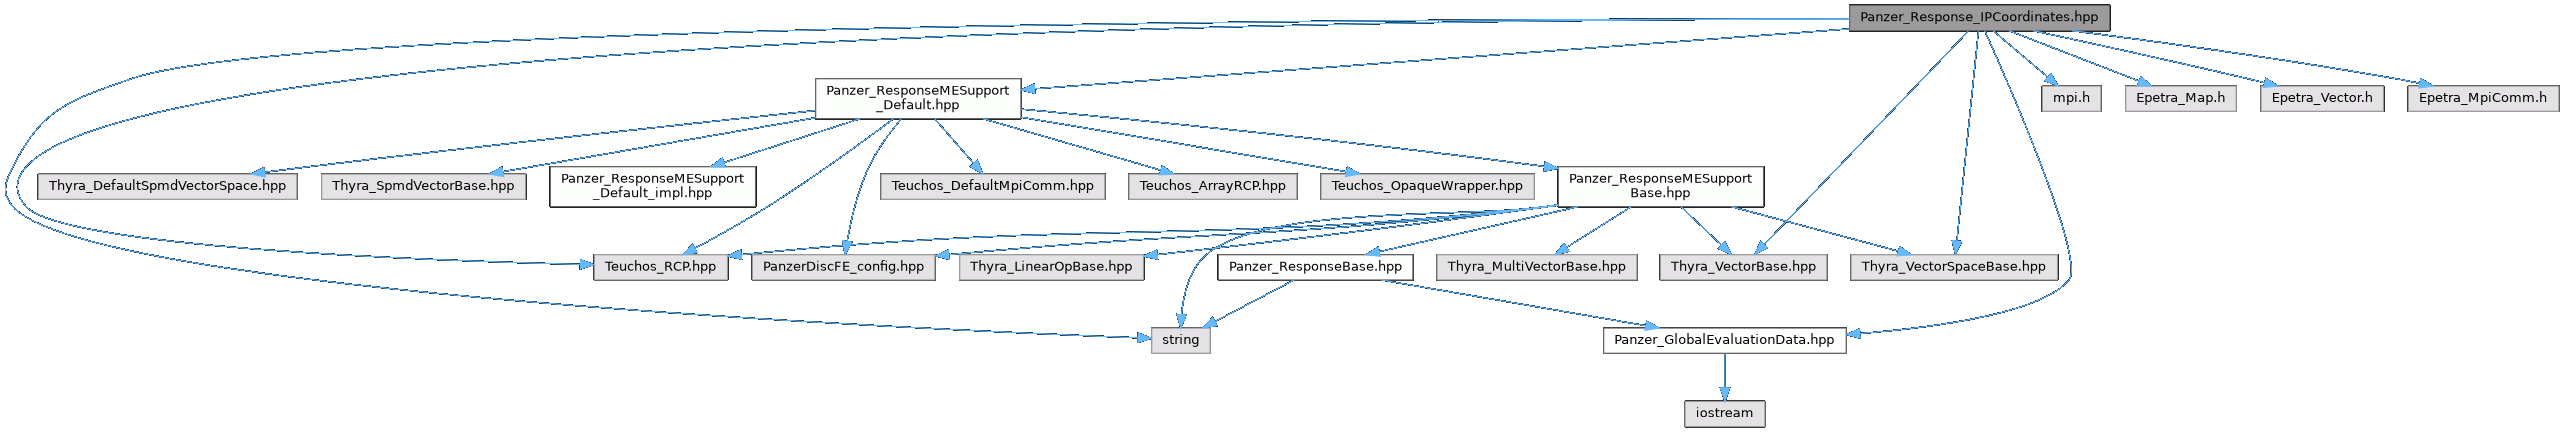 Panzer_Response_IPCoordinates.hpp
Panzer_ResponseMESupport
_Default.hpp
mpi.h
Epetra_Map.h
Epetra_Vector.h
Epetra_MpiComm.h
Thyra_DefaultSpmdVectorSpace.hpp
Thyra_SpmdVectorBase.hpp
Panzer_ResponseMESupport
_Default_impl.hpp
Teuchos_DefaultMpiComm.hpp
Teuchos_ArrayRCP.hpp
Teuchos_OpaqueWrapper.hpp
Panzer_ResponseMESupport
Base.hpp
Teuchos_RCP.hpp
PanzerDiscFE_config.hpp
Thyra_LinearOpBase.hpp
Panzer_ResponseBase.hpp
Thyra_MultiVectorBase.hpp
Thyra_VectorBase.hpp
Thyra_VectorSpaceBase.hpp
string
Panzer_GlobalEvaluationData.hpp
iostream